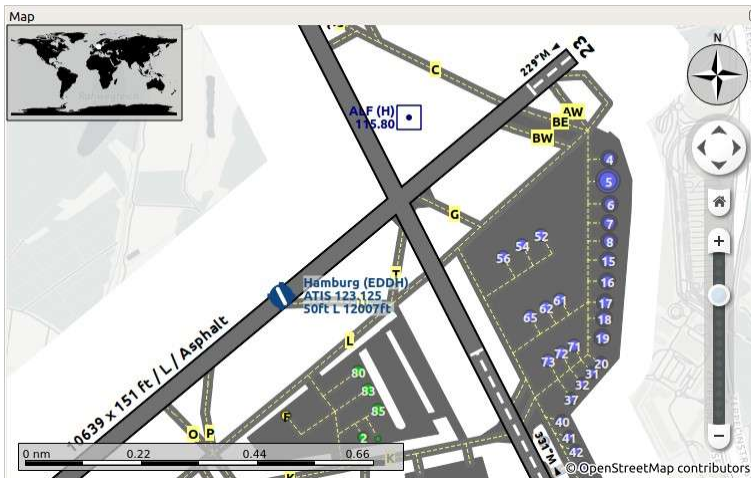 Map
N
229°M
23
C
ALF (H)
115.80
AW
BE
BW
4
5
6
7
8
15
16
17
18
19
20
31
32
37
40
41
42
G
52
54
56
T
Hamburg (EDDH)
ATIS 123.125
50ft L 12007ft
61
62
65
L
71
72
73
10639 x 151 ft / L / Asphalt
80
83
85
2
F
O
P
K
K
331°M
0 nm 0.22 0.44 0.66
© OpenStreetMap contributors